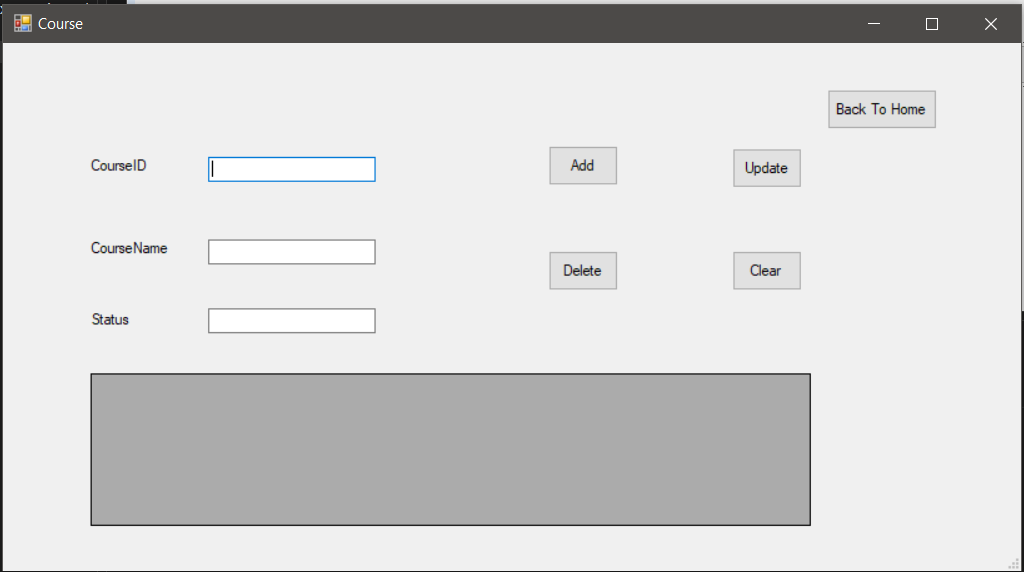 Course
Back To Home
CourseID
Add
Update
CourseName
Delete
Clear
Status